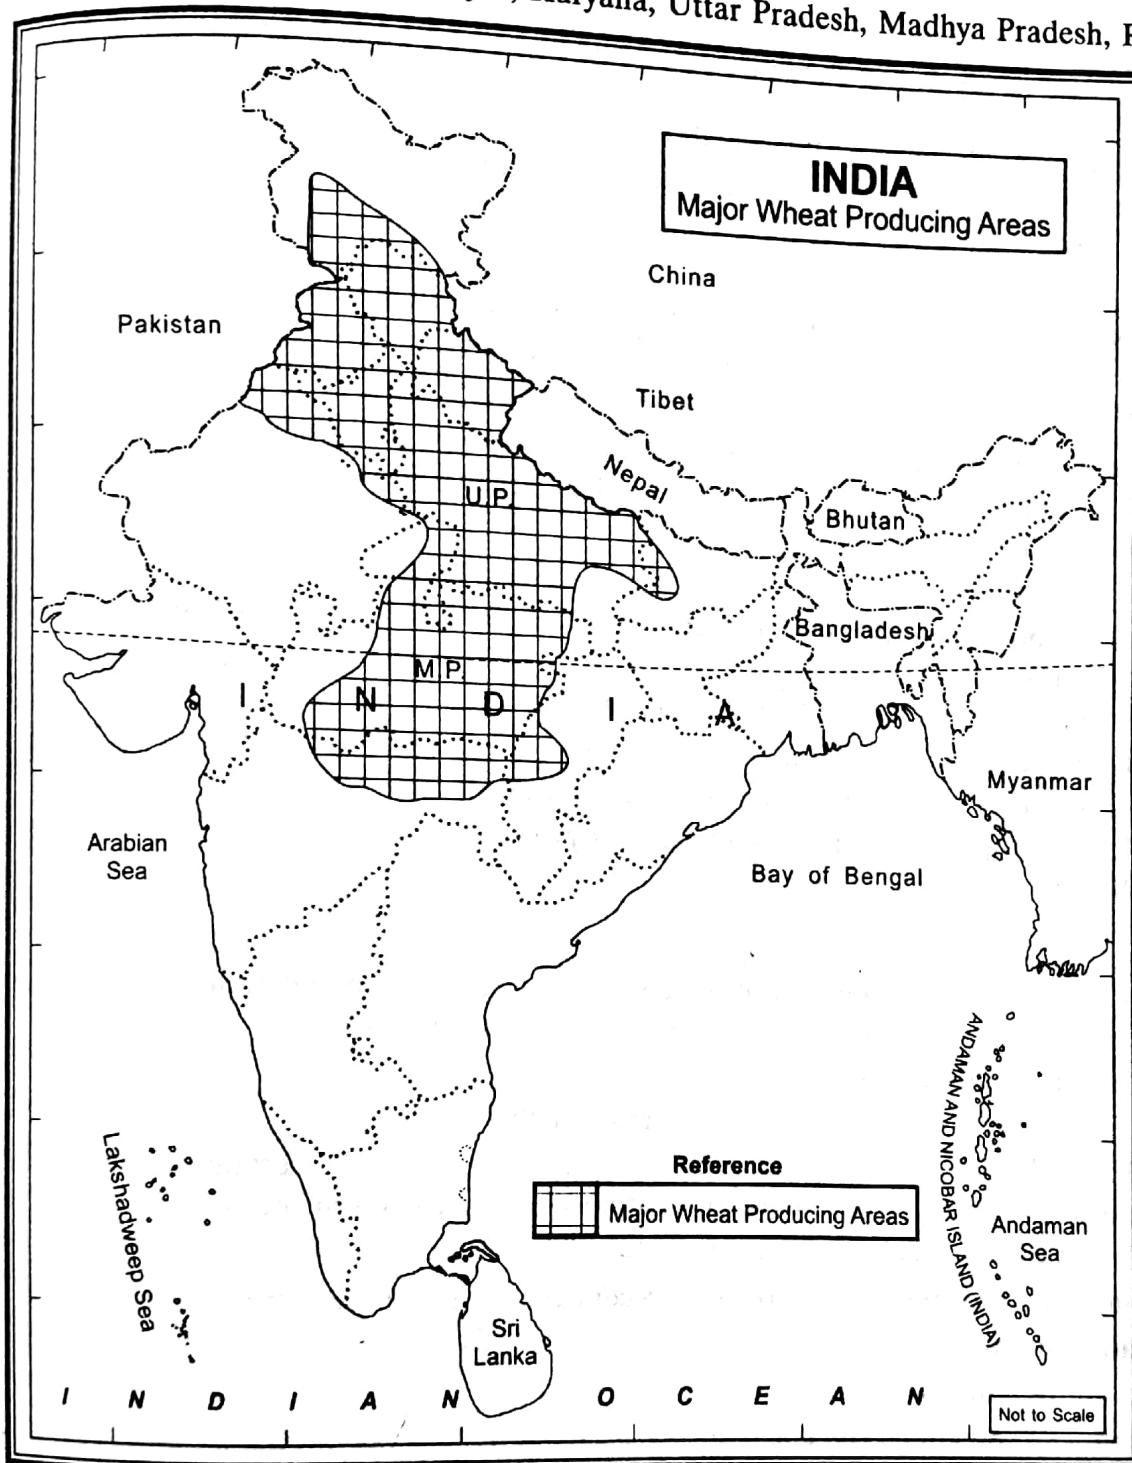 Haryana, Uttar Pradesh, Madhya Pradesh,
INDIA
Major Wheat Producing Areas
China
Pakistan
Tibet
Nepal
U.P.
Bhutan
Bangladesh
M.P.
I N D I A
Myanmar
Arabian
Sea
Bay of Bengal
ANDAMAN AND NICOBAR ISLAND (INDIA)
Lakshadweep Sea
Reference
Major Wheat Producing Areas
Andaman
Sea
Sri
Lanka
I N D I A N O C E A N
Not to Scale